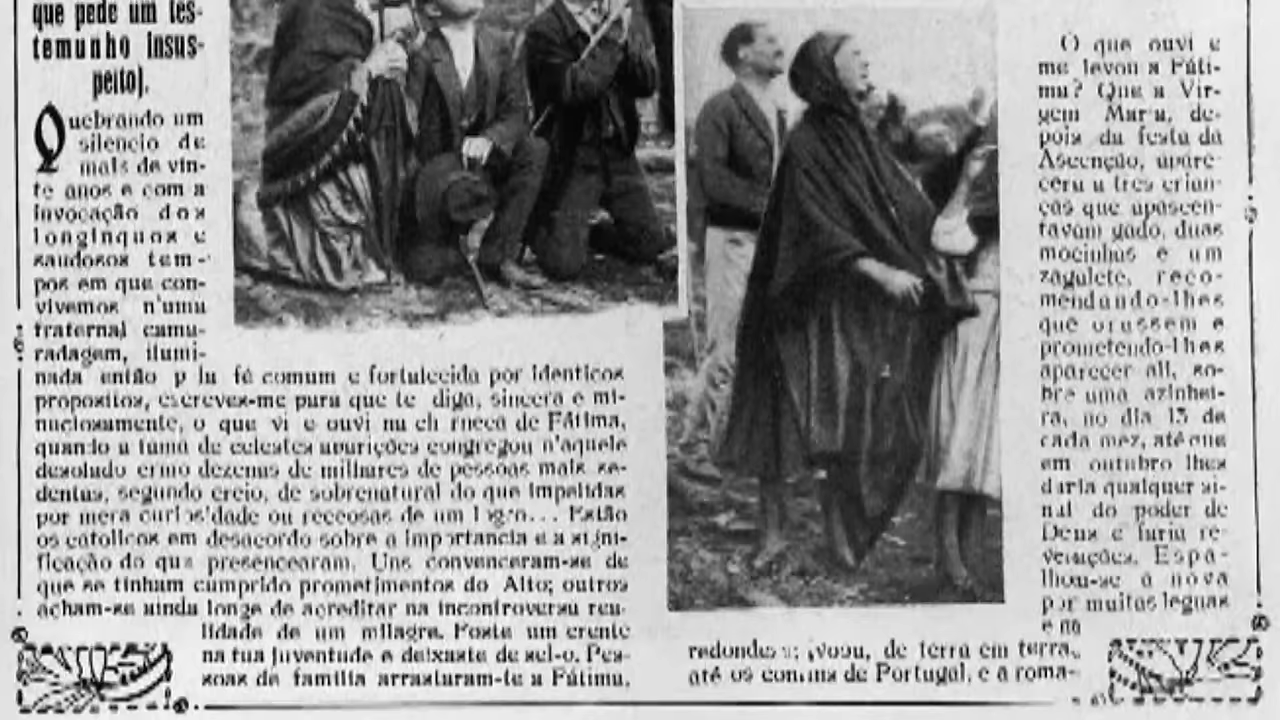 que pede um tes-
temunho insus-
peito).
Quebrando um
silencio de
mais de vin-
te anos e com a
invocação dos
longinquos e
saudosos tem-
pos em que con-
vivemos n'uma
fraternal cama-
radagem, ilumi-
nada então p la fé comum e fortalecida por identicos
propositos, escreves-me para que te diga, sincera e mi-
nuciosamente, o que vi e ouvi na ch rneca de Fátima,
quando a fama de celestes aparições congregou n'aquele
desolado ermo dezenas de milhares de pessoas mais se-
dentas, segundo creio, de sobrenatural do que impelidas
por mera curiosidade ou receosas de um logro... Estão
os catolicos em desacordo sobre a importancia e a signi-
ficação do que presencearam. Uns convenceram-se de
que se tinham cumprido prometimentos do Alto; outros
acham-se ainda longe de acreditar na incontroversa rea-
lidade de um milagre. Foste um crente
na tua juventude e deixaste de sel-o. Pes-
soas de familia arrastaram-te a Fátima,
O que ouvi e
me levou a Fáti-
ma? Que a Vir-
gem Maria, de-
pois da festa da
Ascenção, apare-
cera a tres crian-
ças que apascen-
tavam gado, duas
mocinhas e um
zagalete, reco-
mendando-lhes
que orassem e
prometendo-lhes
aparecer ali, so-
bre uma azinhei-
ra, no dia 13 de
cada mez, até que
em outubro lhes
daria qualquer si-
nal do poder de
Deus e faria re-
velações. Espa-
lhou-se a nova
por muitas leguas
e na
redondeza; voou, de terra em terra,
até os confins de Portugal, e a roma-